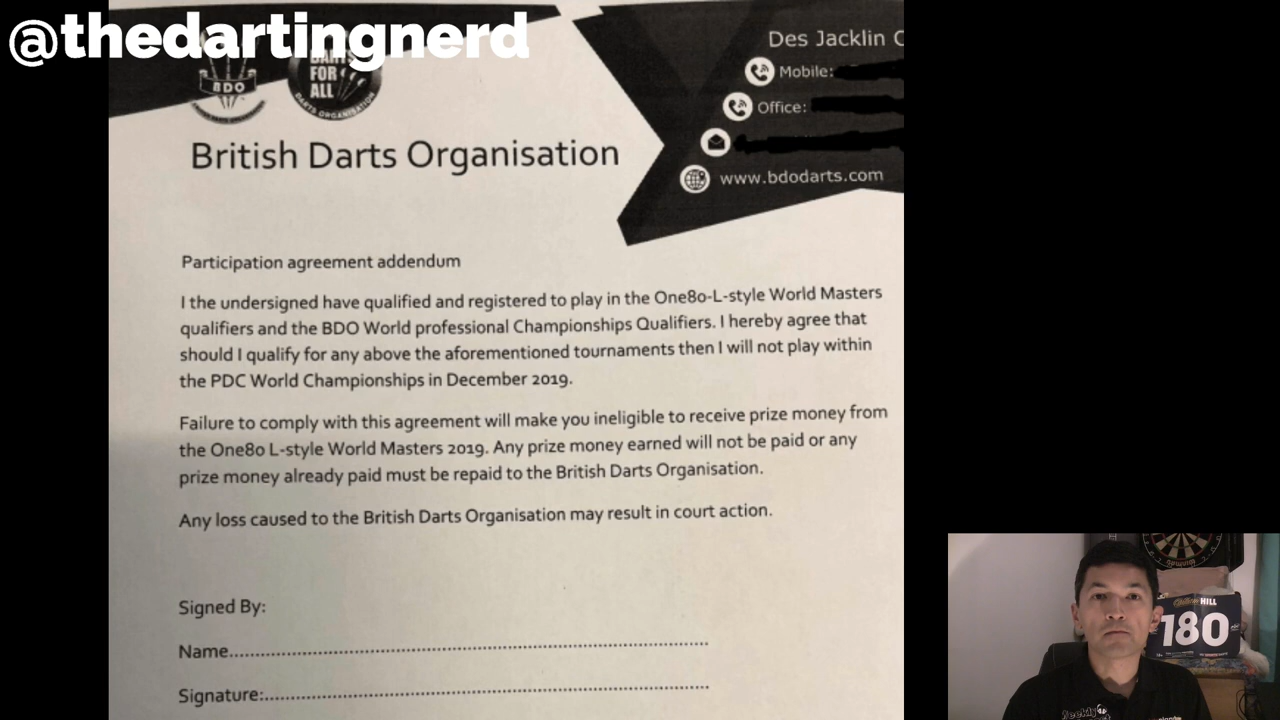 @thedartingnerd
BDO
DARTS
FOR
ALL
DARTS ORGANISATION
Des Jacklin
Mobile:
Office:
www.bdodarts.com
British Darts Organisation
Participation agreement addendum
I the undersigned have qualified and registered to play in the One80-L-style World Masters
qualifiers and the BDO World professional Championships Qualifiers. I hereby agree that
should I qualify for any above the aforementioned tournaments then I will not play within
the PDC World Championships in December 2019.
Failure to comply with this agreement will make you ineligible to receive prize money from
the One80 L-style World Masters 2019. Any prize money earned will not be paid or any
prize money already paid must be repaid to the British Darts Organisation.
Any loss caused to the British Darts Organisation may result in court action.
Signed By:
Name
Signature:
William HILL
180